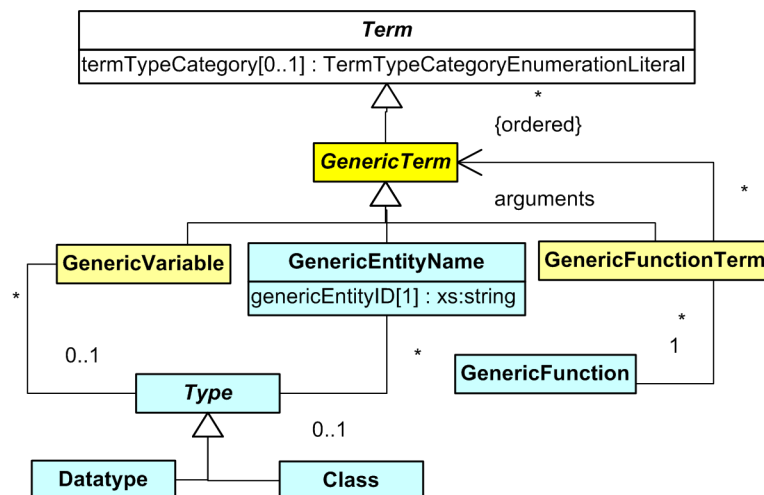 Term
termTypeCategory[0..1] : TermTypeCategoryEnumerationLiteral
*
{ordered}
GenericTerm
arguments
*
GenericVariable
GenericEntityName
GenericFunctionTerm
genericEntityID[1] : xs:string
*
*
0..1
*
1
GenericFunction
Type
0..1
Datatype
Class